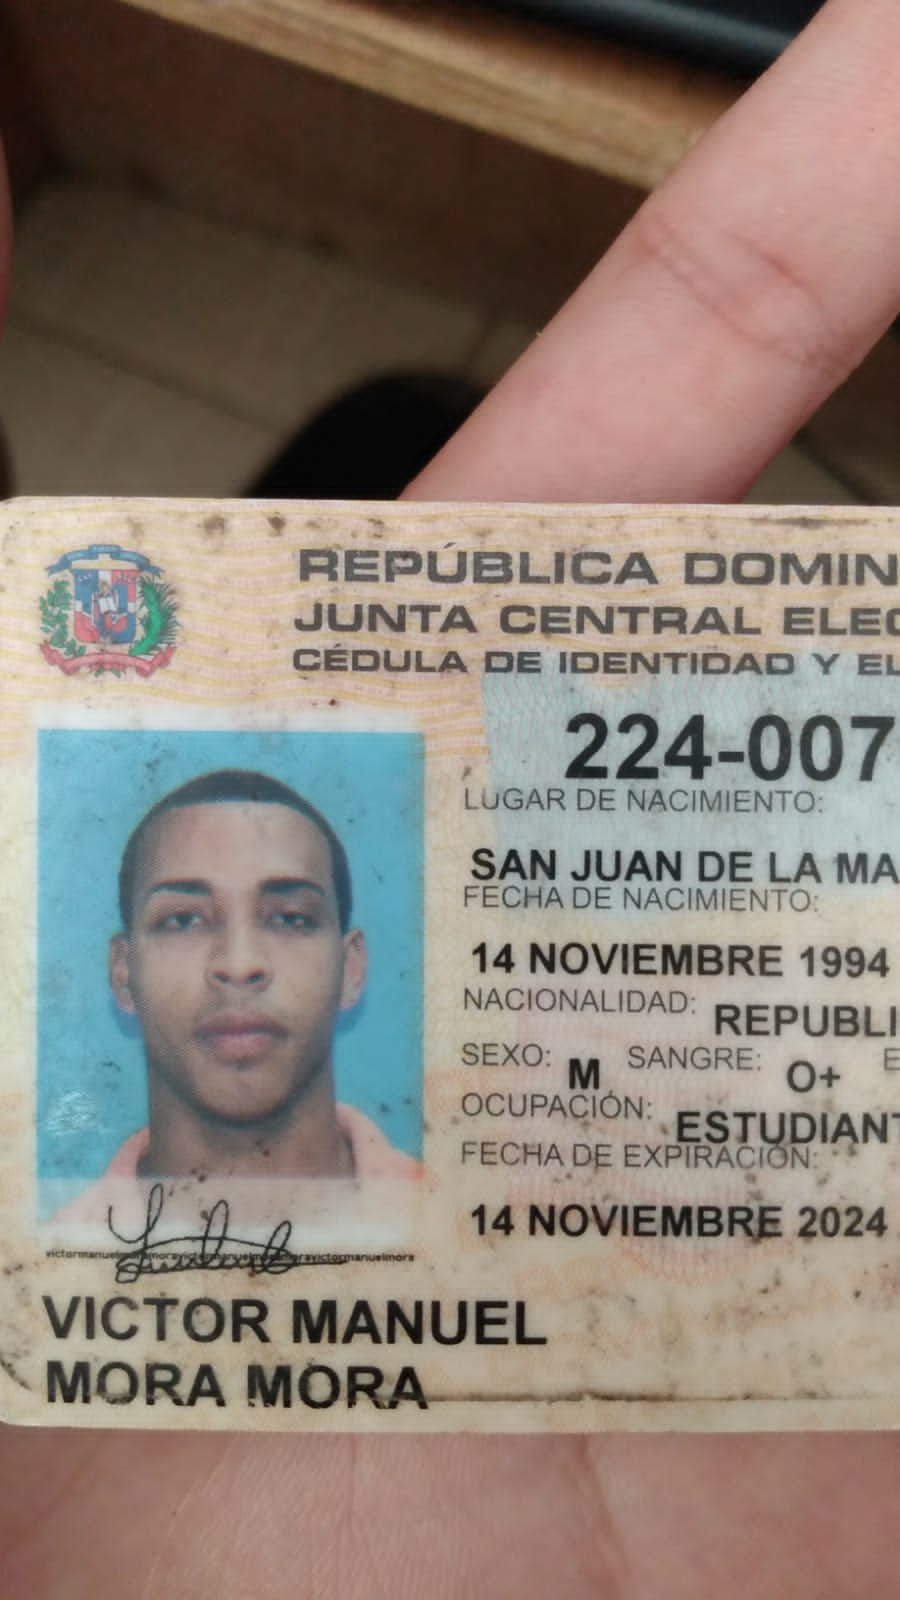 REPÚBLICA DOMIN
JUNTA CENTRAL ELEC
CÉDULA DE IDENTIDAD Y EL
224-007
LUGAR DE NACIMIENTO:
SAN JUAN DE LA MA
FECHA DE NACIMIENTO:
14 NOVIEMBRE 1994
NACIONALIDAD: REPUBLI
SEXO: M SANGRE: O+ E
OCUPACIÓN: ESTUDIANT
FECHA DE EXPIRACIÓN:
14 NOVIEMBRE 2024
VICTOR MANUEL
MORA MORA